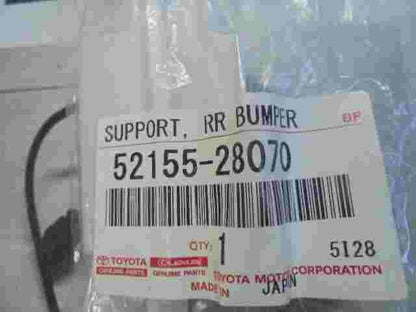 SUPPORT, RR BUMPER BP
52155-28070
QTY: 1 5128
TOYOTA LEXUS TOYOTA MOTOR CORPORATION
GENUINE PARTS GENUINE PARTS MADE IN JAPAN